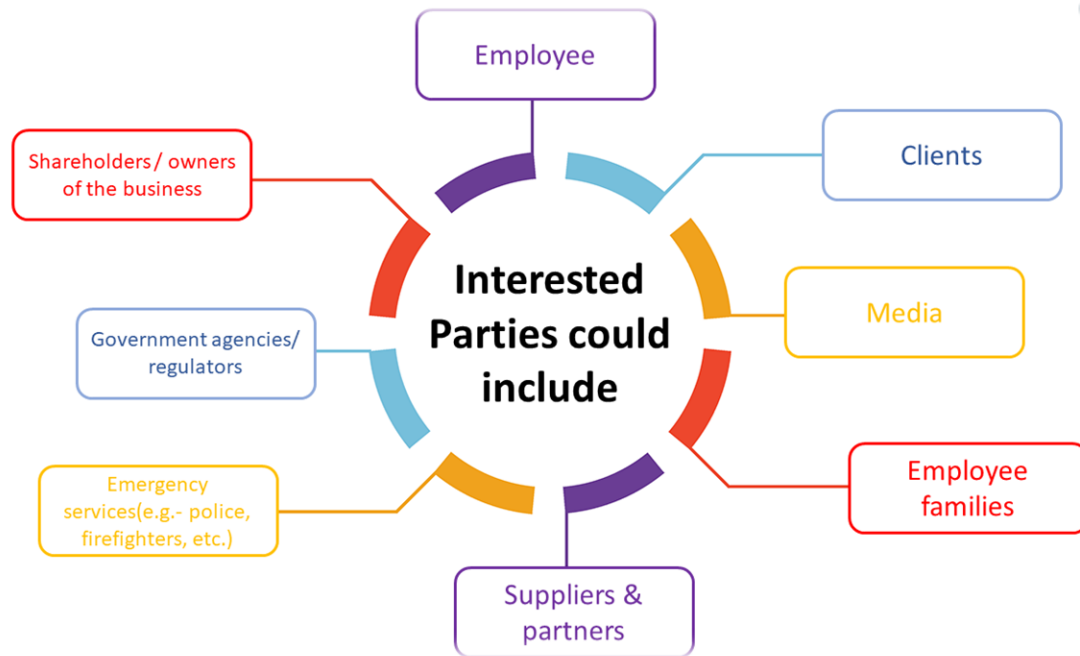 Employee
Shareholders / owners
of the business
Clients
Interested
Parties could
include
Media
Government agencies/
regulators
Employee
families
Emergency
services(e.g.- police,
firefighters, etc.)
Suppliers &
partners